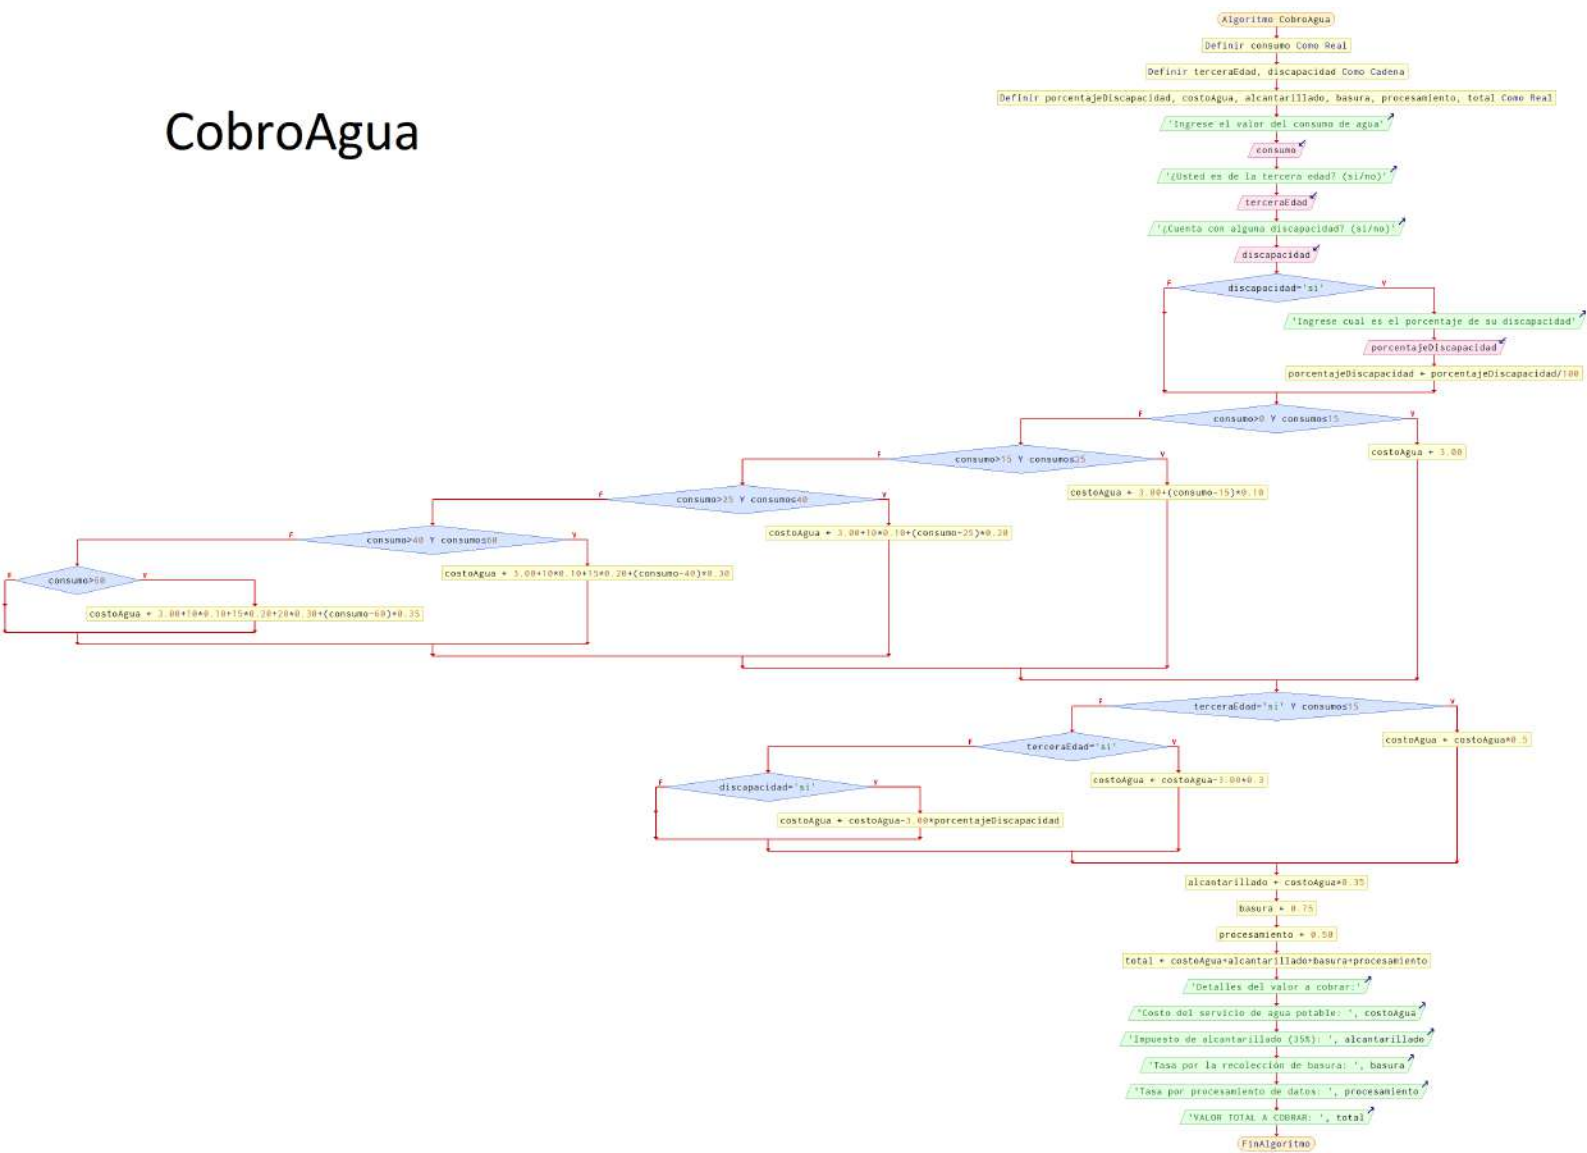 CobroAgua
Algoritmo CobroAgua
Definir consumo Como Real
Definir terceraEdad, discapacidad Como Cadena
Definir porcentajeDiscapacidad, costoAgua, alcantarillado, basura, procesamiento, total Como Real
'Ingrese el valor del consumo de agua'
consumo
'¿Usted es de la tercera edad? (si/no)'
terceraEdad
'¿Cuenta con alguna discapacidad? (si/no)'
discapacidad
F
discapacidad='si'
V
'Ingrese cual es el porcentaje de su discapacidad'
porcentajeDiscapacidad
porcentajeDiscapacidad ← porcentajeDiscapacidad/100
F
consumo>0 Y consumo≤15
V
costoAgua ← 3.00
F
consumo>15 Y consumo≤25
V
costoAgua ← 3.00+(consumo-15)*0.10
F
consumo>25 Y consumo≤40
V
costoAgua ← 3.00+10*0.10+(consumo-25)*0.20
F
consumo>40 Y consumo≤60
V
costoAgua ← 3.00+10*0.10+15*0.20+(consumo-40)*0.30
F
consumo>60
V
costoAgua ← 3.00+10*0.10+15*0.20+20*0.30+(consumo-60)*0.35
F
terceraEdad='si' Y consumo≤15
V
costoAgua ← costoAgua*0.5
F
terceraEdad='si'
V
costoAgua ← costoAgua-3.00*0.3
F
discapacidad='si'
V
costoAgua ← costoAgua-3.00*porcentajeDiscapacidad
alcantarillado ← costoAgua*0.35
basura ← 0.75
procesamiento ← 0.50
total ← costoAgua+alcantarillado+basura+procesamiento
'Detalles del valor a cobrar:'
'Costo del servicio de agua potable: ', costoAgua
'Impuesto de alcantarillado (35%): ', alcantarillado
'Tasa por la recolección de basura: ', basura
'Tasa por procesamiento de datos: ', procesamiento
'VALOR TOTAL A COBRAR: ', total
FinAlgoritmo